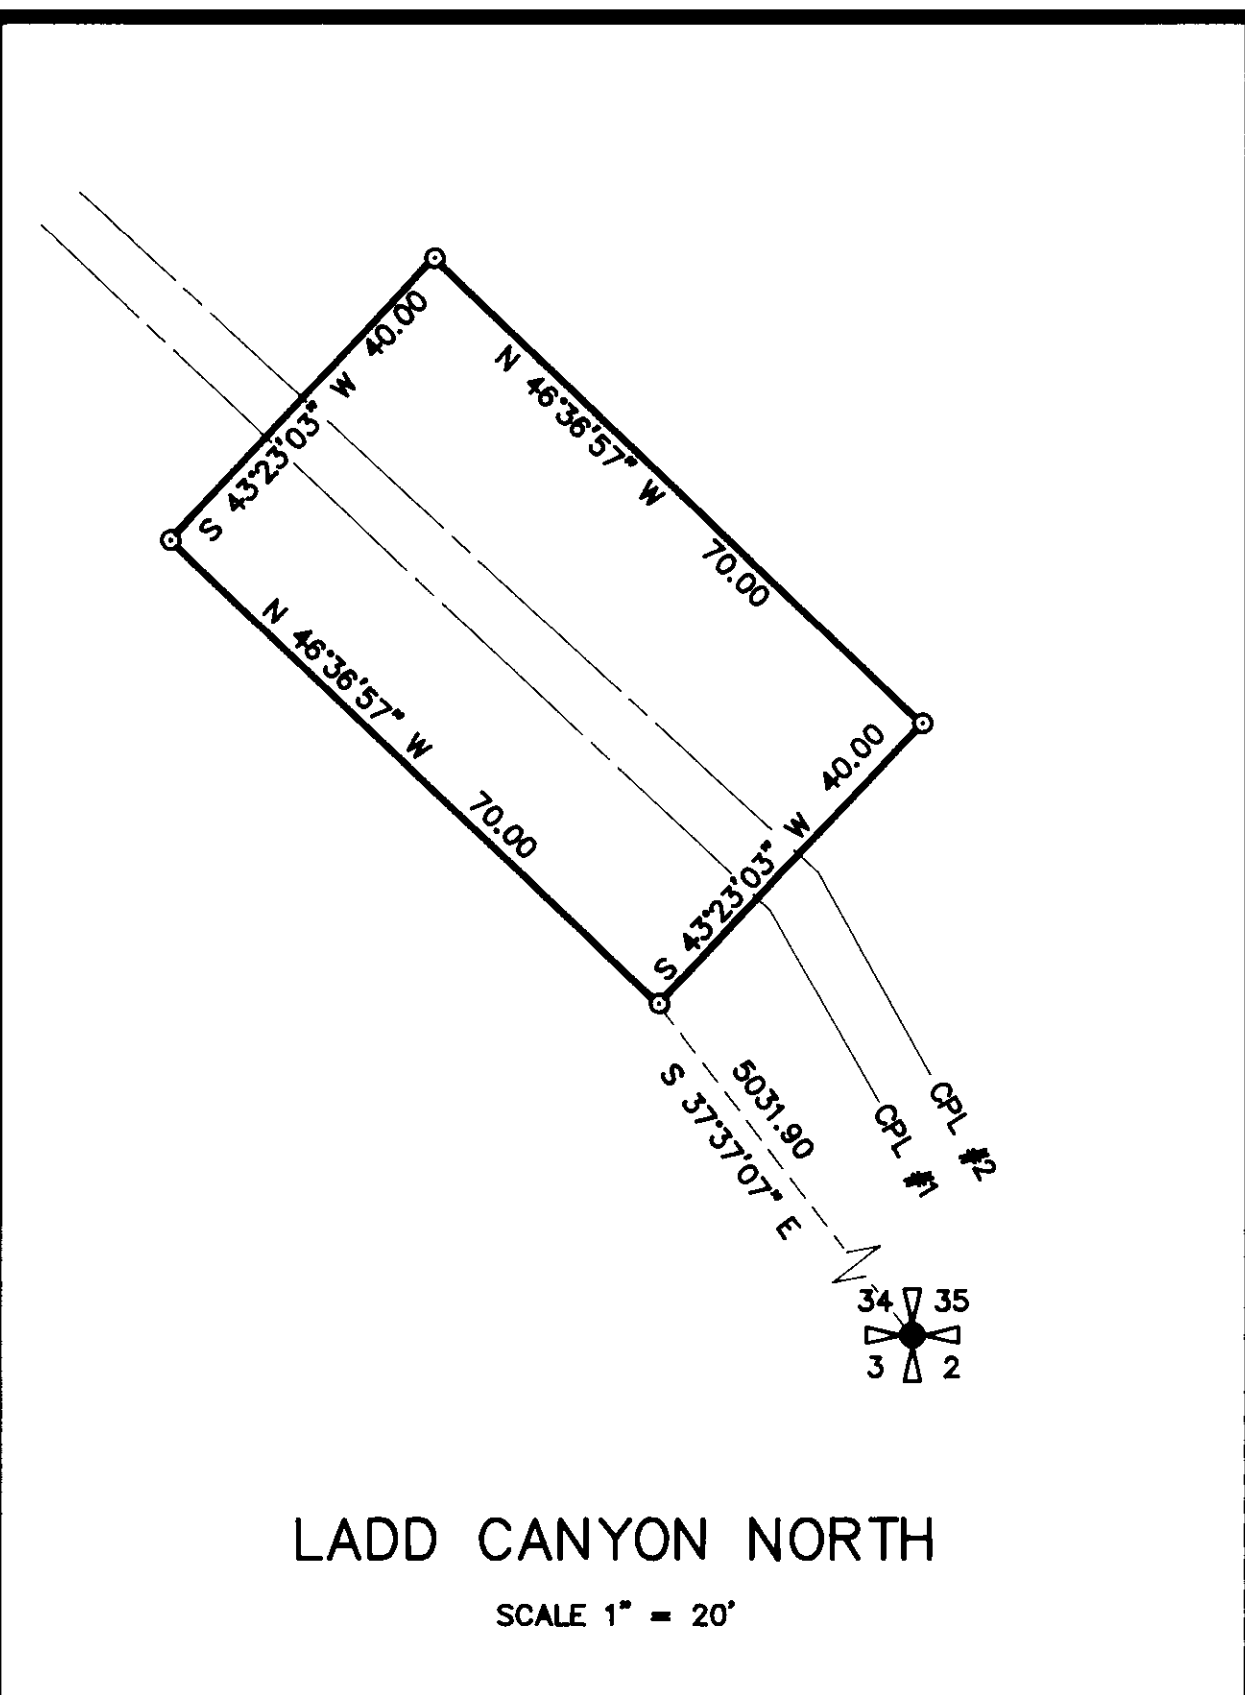 S 43°23'03" W 40.00
N 46°36'57" W 70.00
N 46°36'57" W 70.00
S 43°23'03" W 40.00
5031.90
S 37°37'07" E
CPL #1
CPL #2
34 35
3 2
LADD CANYON NORTH
SCALE 1" = 20'